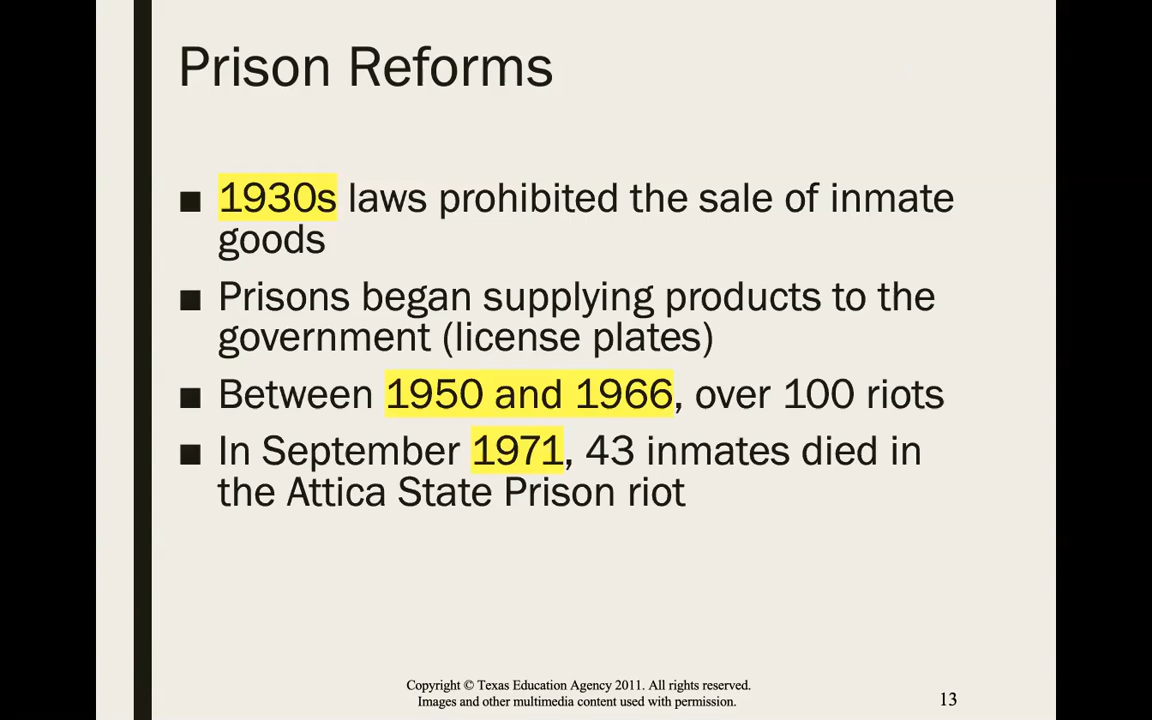 Prison Reforms
■ 1930s laws prohibited the sale of inmate
goods
■ Prisons began supplying products to the
government (license plates)
■ Between 1950 and 1966, over 100 riots
■ In September 1971, 43 inmates died in
the Attica State Prison riot
Copyright © Texas Education Agency 2011. All rights reserved.
Images and other multimedia content used with permission.
13